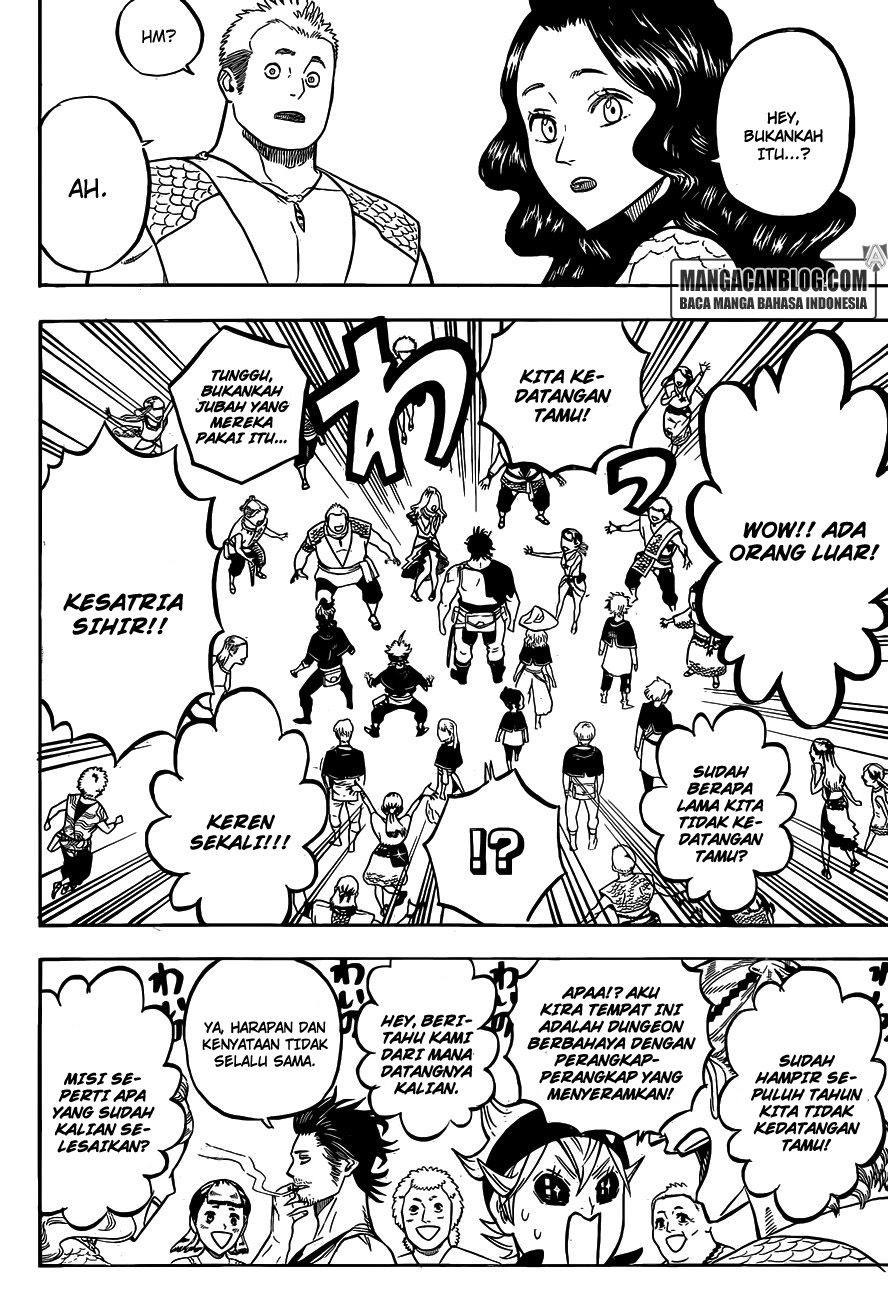 HEY,
BUKANKAH
ITU...?
HM?
AH.
MANGACANBLOG.COM
BACA MANGA BAHASA INDONESIA
WOW!! ADA
ORANG LUAR!
KITA KE-
DATANGAN
TAMU!
わっ
TUNGGU,
BUKANKAH
JUBAH YANG
MEREKA
PAKAI ITU...
KESATRIA
SIHIR!!
SUDAH
BERAPA
LAMA KITA
TIDAK KE-
DATANGAN
TAMU?
!?
KEREN
SEKALI!!!
SUDAH
HAMPIR SE-
PULUH TAHUN
KITA TIDAK
KEDATANGAN
TAMU!
APAA!? AKU
KIRA TEMPAT INI
ADALAH DUNGEON
BERBAHAYA DENGAN
PERANGKAP-
PERANGKAP YANG
MENYERAMKAN!
HEY, BERI-
TAHU KAMI
DARI MANA
DATANGNYA
KALIAN.
YA, HARAPAN DAN
KENYATAAN TIDAK
SELALU SAMA.
MISI SE-
PERTI APA
YANG SUDAH
KALIAN SE-
LESAIKAN?